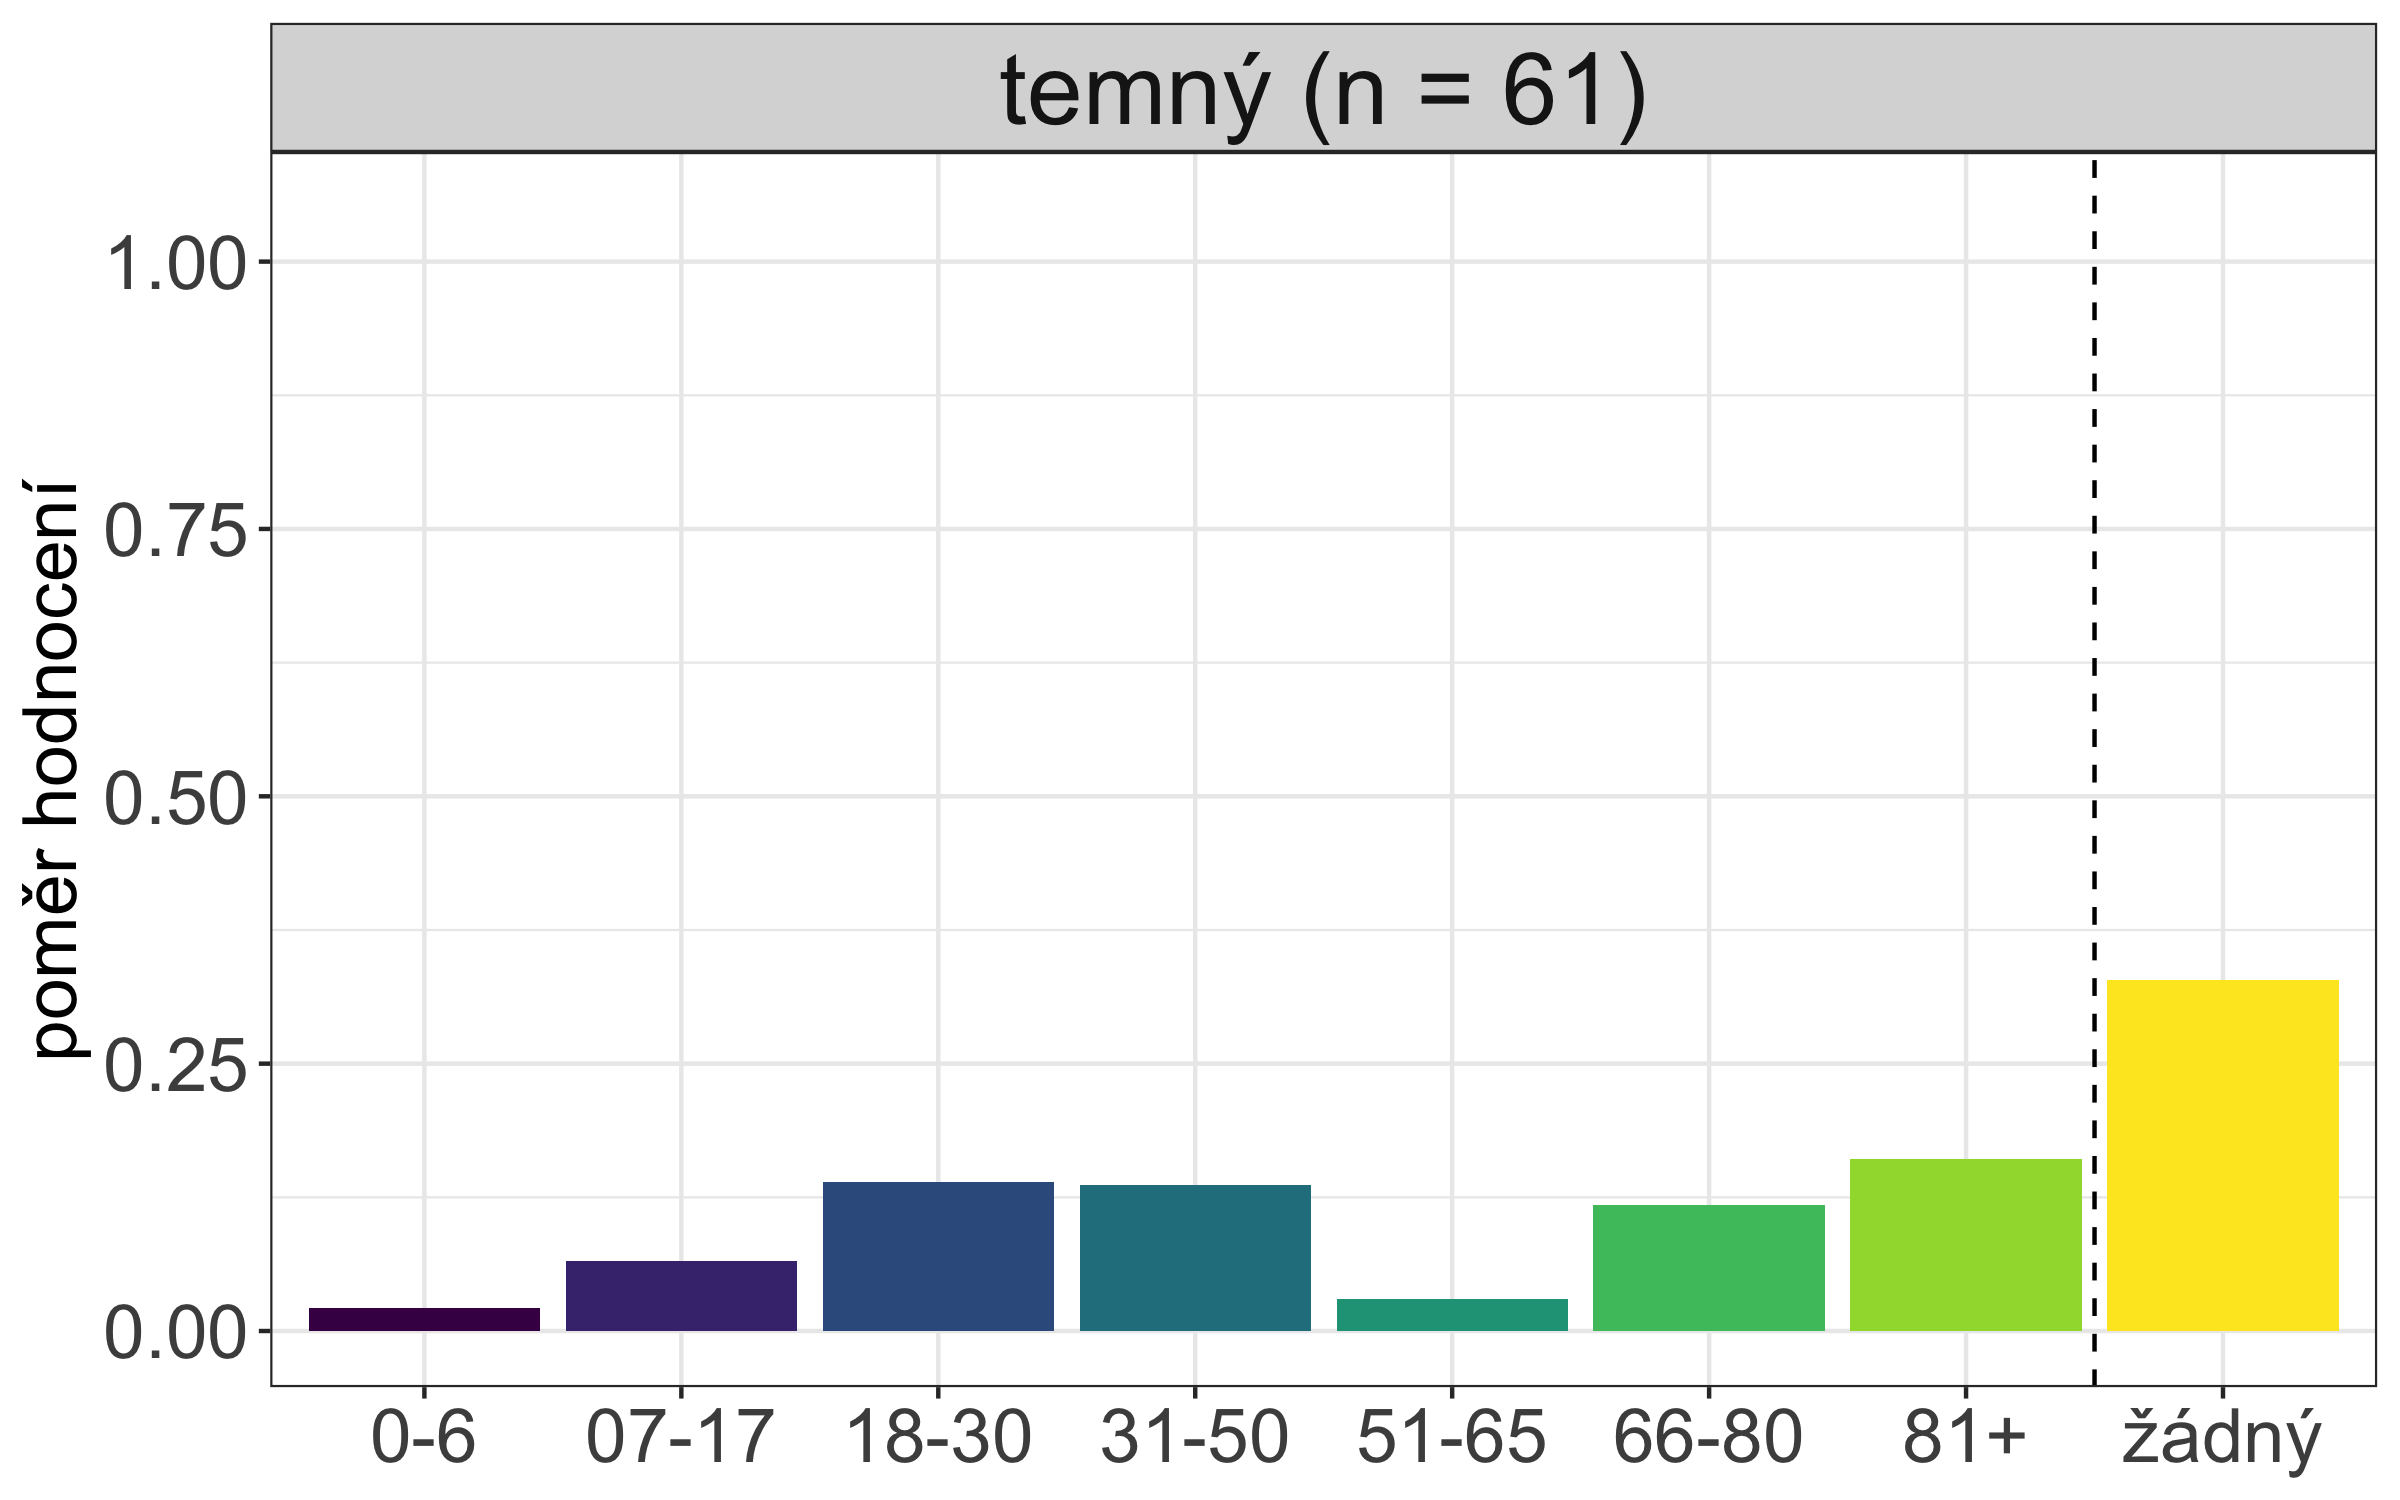 temný (n = 61)
poměr hodnocení
1.00
0.75
0.50
0.25
0.00
0-6 07-17 18-30 31-50 51-65 66-80 81+ žádný